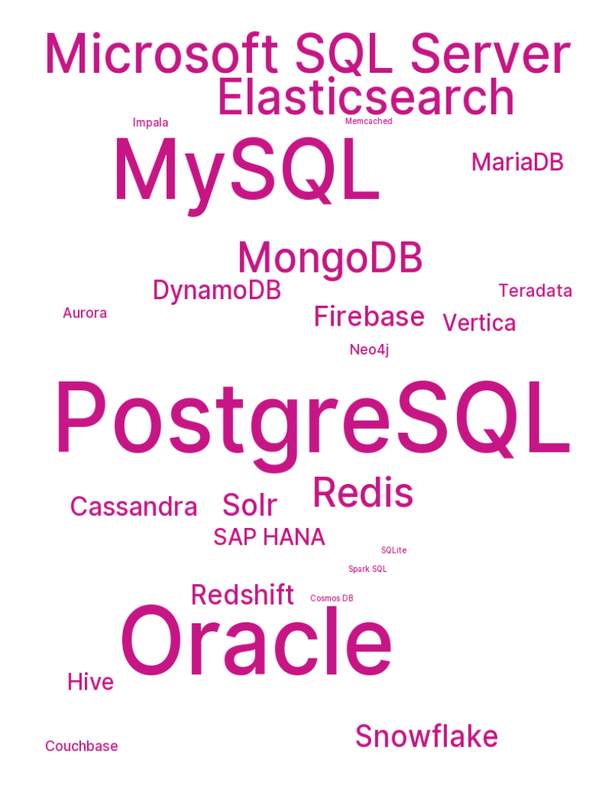 Microsoft SQL Server
Elasticsearch
Impala
Memcached
MySQL
MariaDB
MongoDB
DynamoDB
Teradata
Aurora
Firebase
Vertica
Neo4j
PostgreSQL
Redis
Cassandra
Solr
SAP HANA
SQLite
Spark SQL
Redshift
Cosmos DB
Oracle
Hive
Snowflake
Couchbase